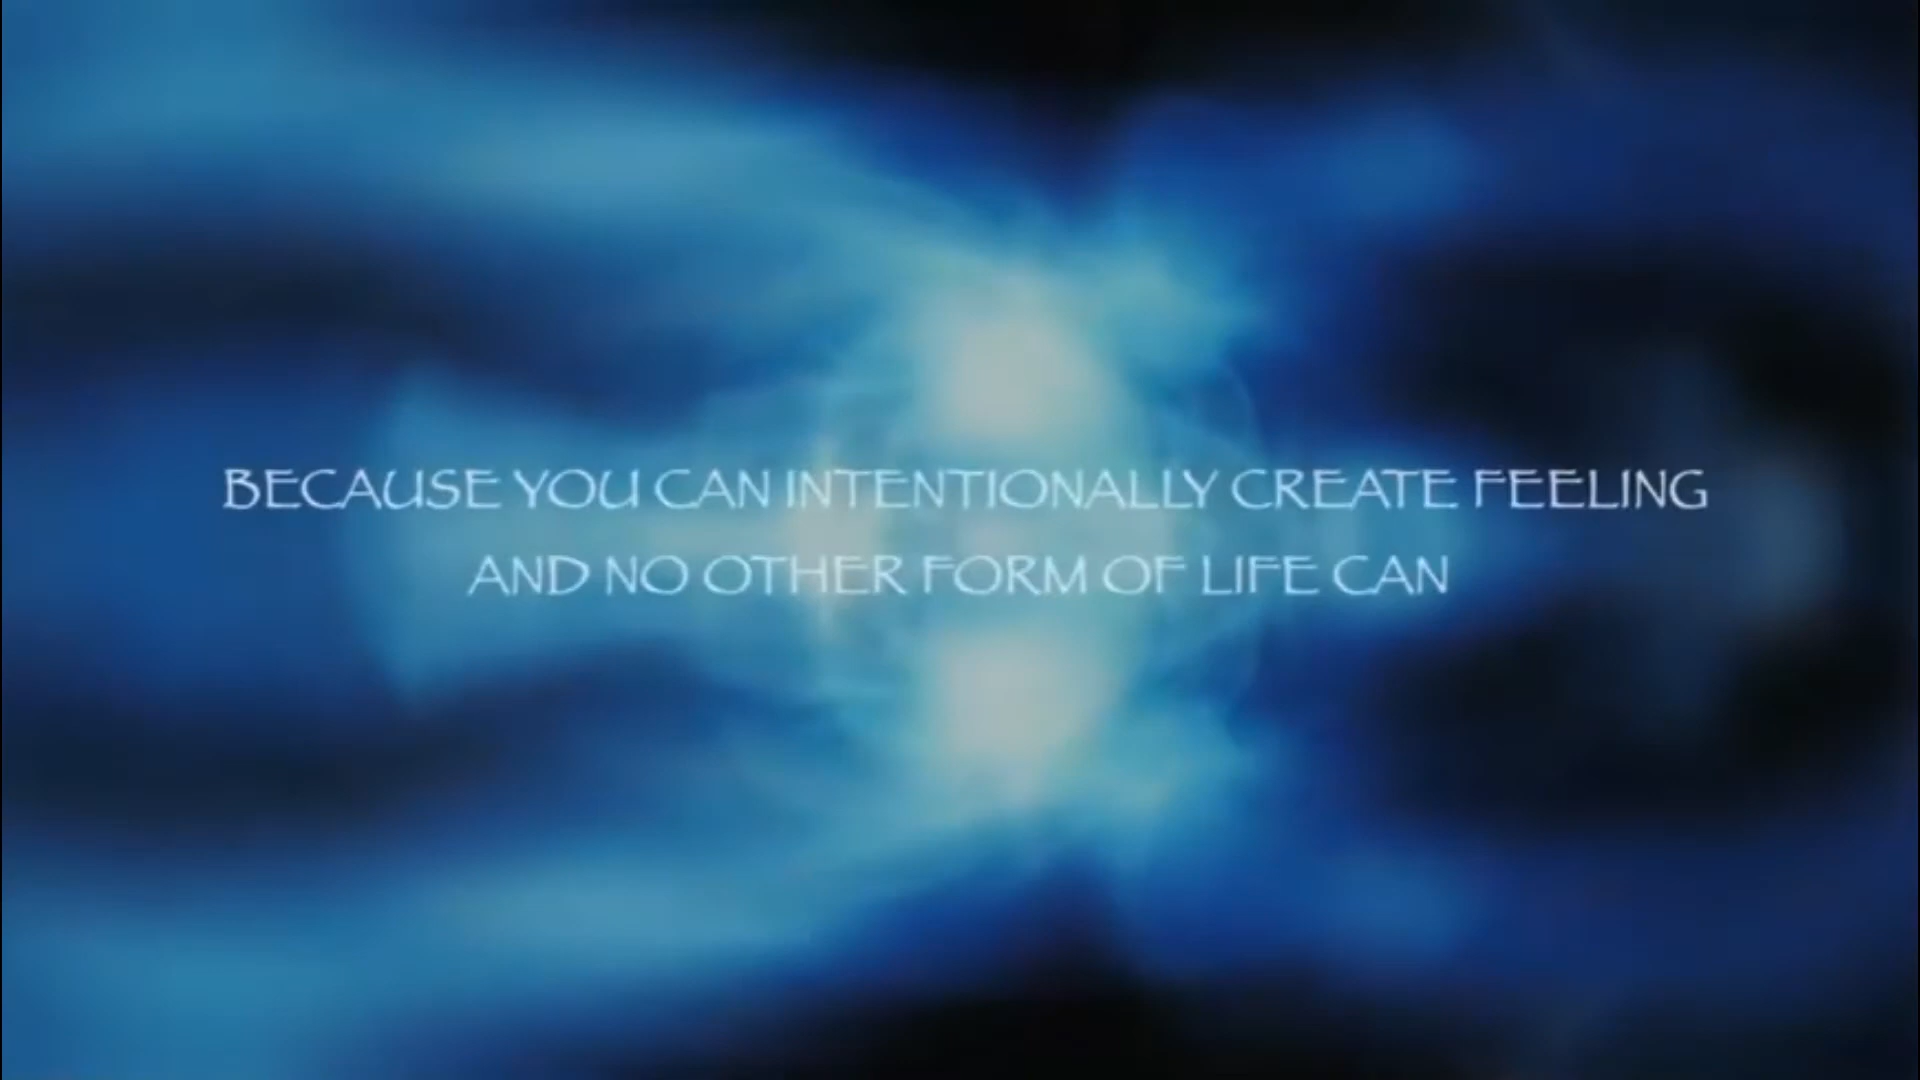 BECAUSE YOU CAN INTENTIONALLY CREATE FEELING
AND NO OTHER FORM OF LIFE CAN